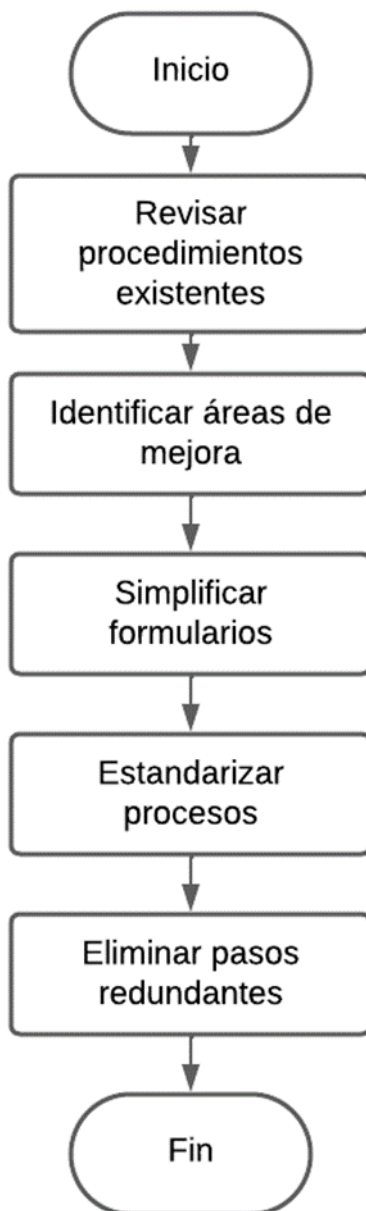 Inicio
Revisar
procedimientos
existentes
Identificar áreas de
mejora
Simplificar
formularios
Estandarizar
procesos
Eliminar pasos
redundantes
Fin